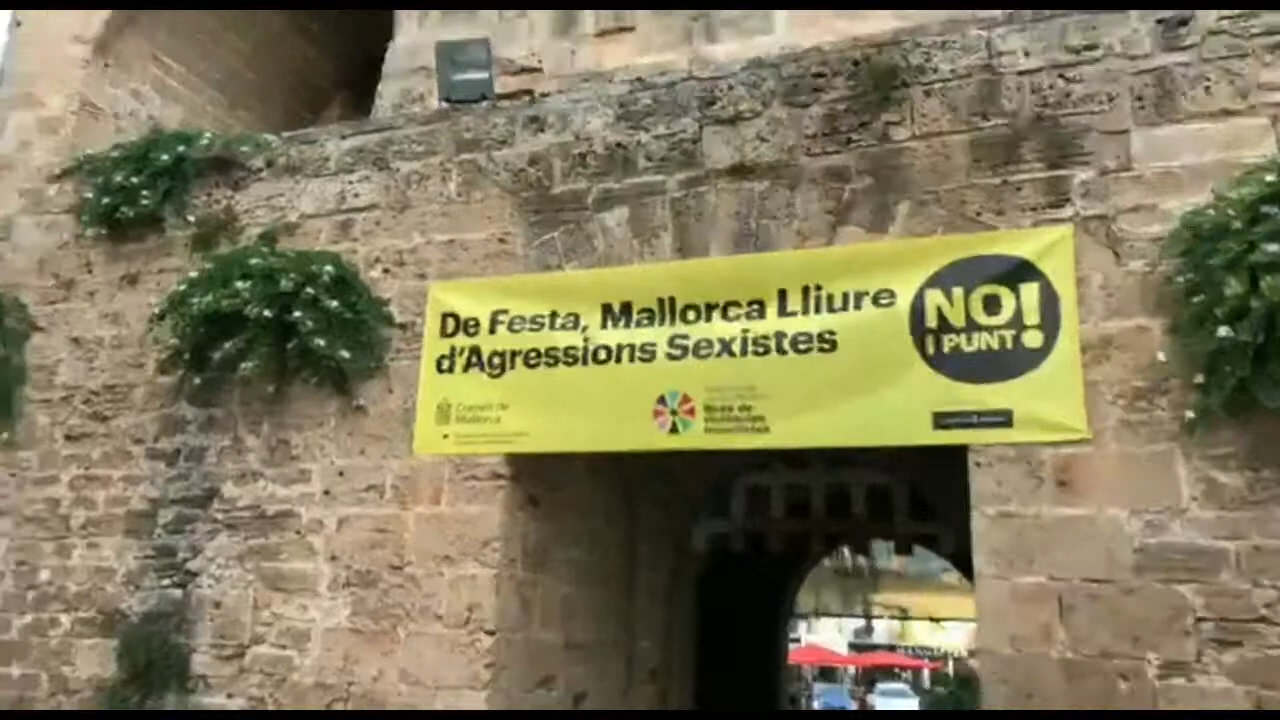 De Festa, Mallorca Lliure
d'Agressions Sexistes
NO!
I PUNT
Consell de
Mallorca